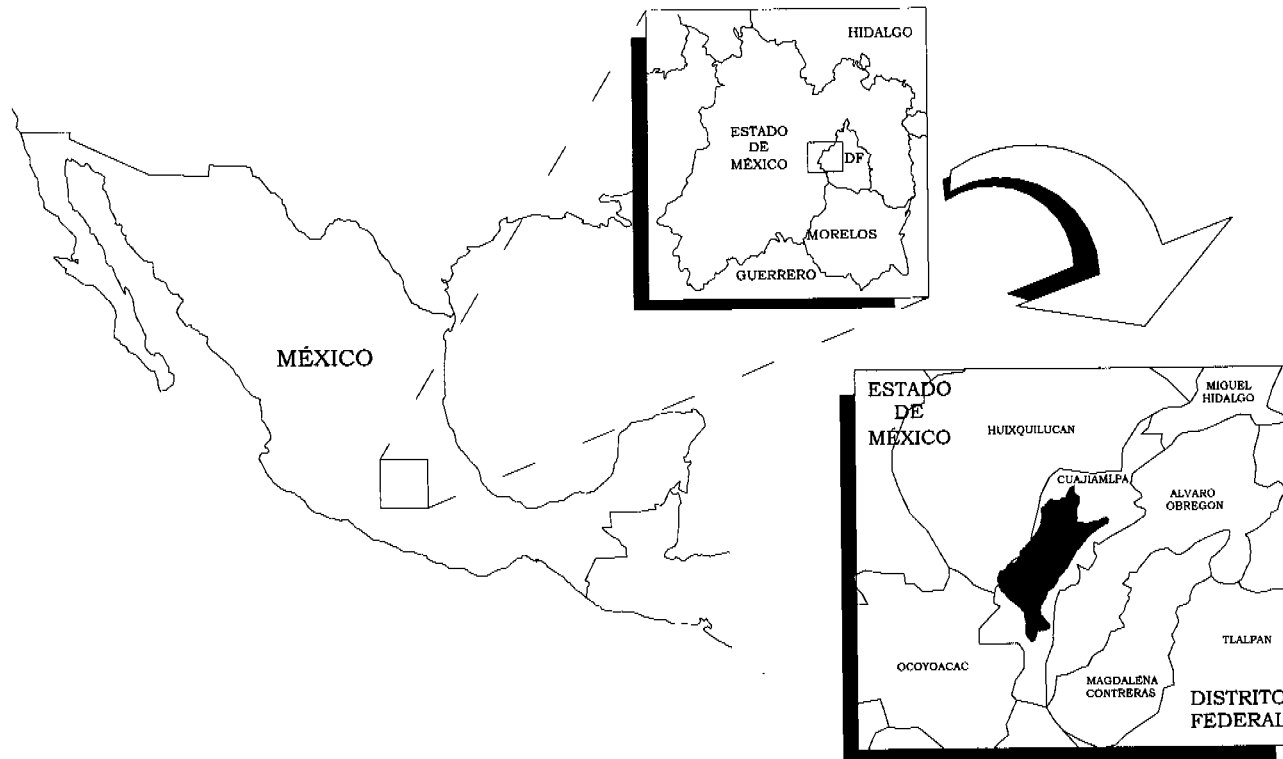 HIDALGO
ESTADO
DE
MÉXICO
DF
MORELOS
GUERRERO
MÉXICO
ESTADO
DE
MÉXICO
MIGUEL
HIDALGO
HUIXQUILUCAN
CUAJIAMLPA
ALVARO
OBREGON
OCOYOACAC
MAGDALENA
CONTRERAS
TLALPAN
DISTRITO
FEDERAL